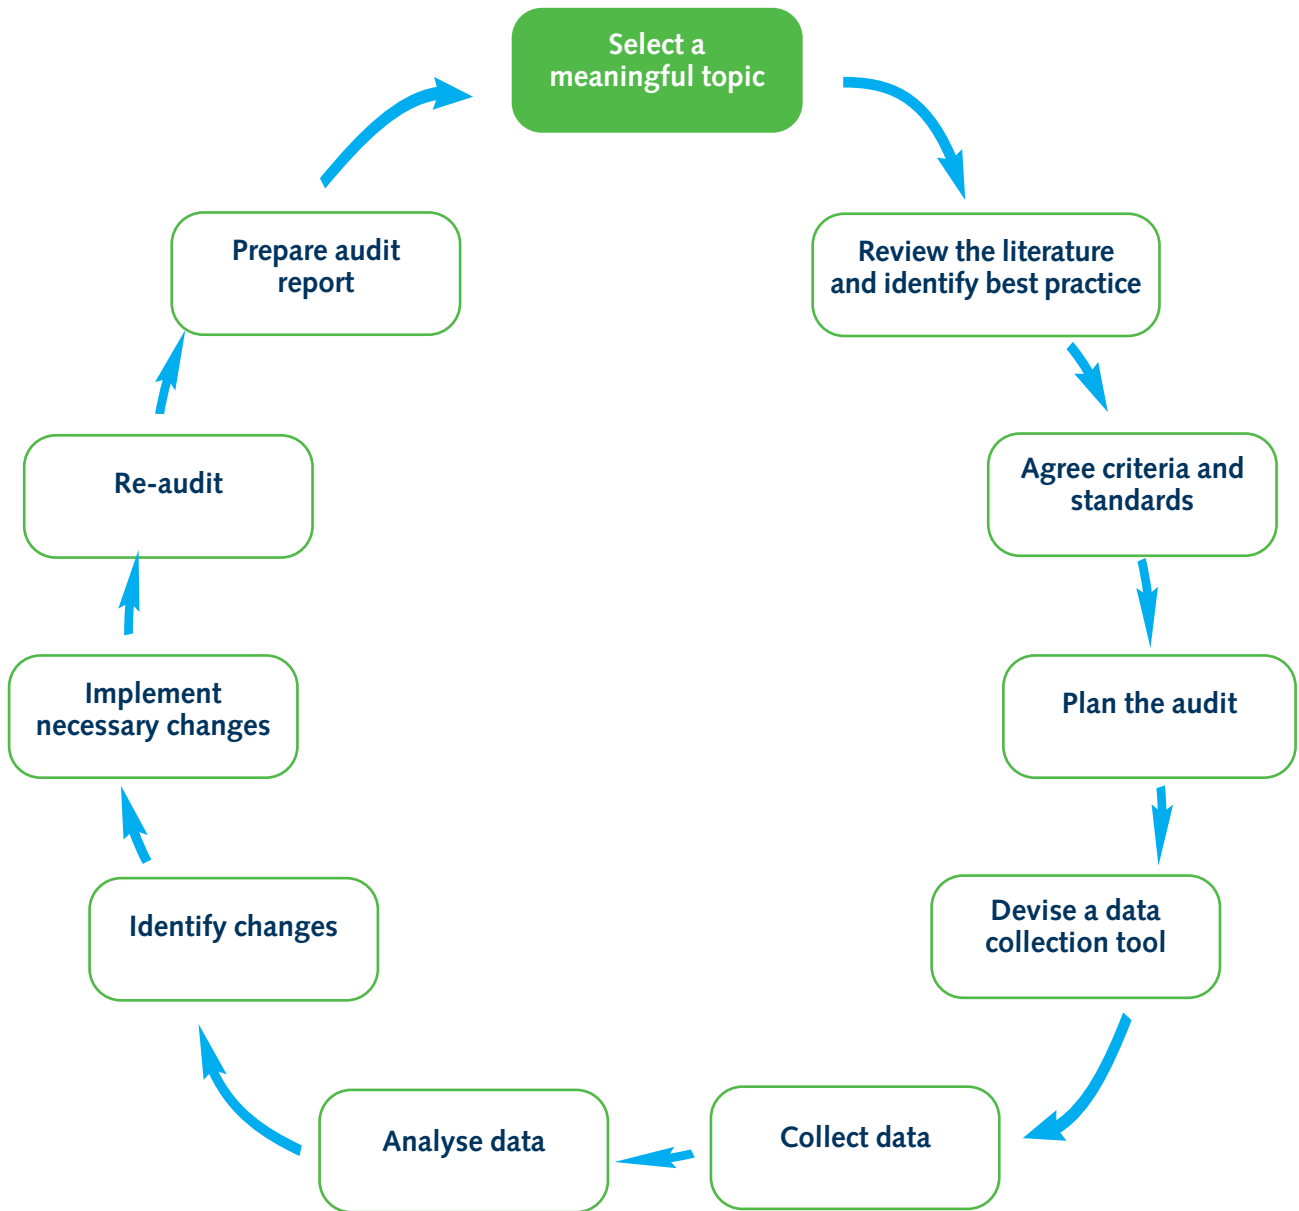 Select a
meaningful topic
Review the literature
and identify best practice
Agree criteria and
standards
Plan the audit
Devise a data
collection tool
Collect data
Analyse data
Identify changes
Implement
necessary changes
Re-audit
Prepare audit
report